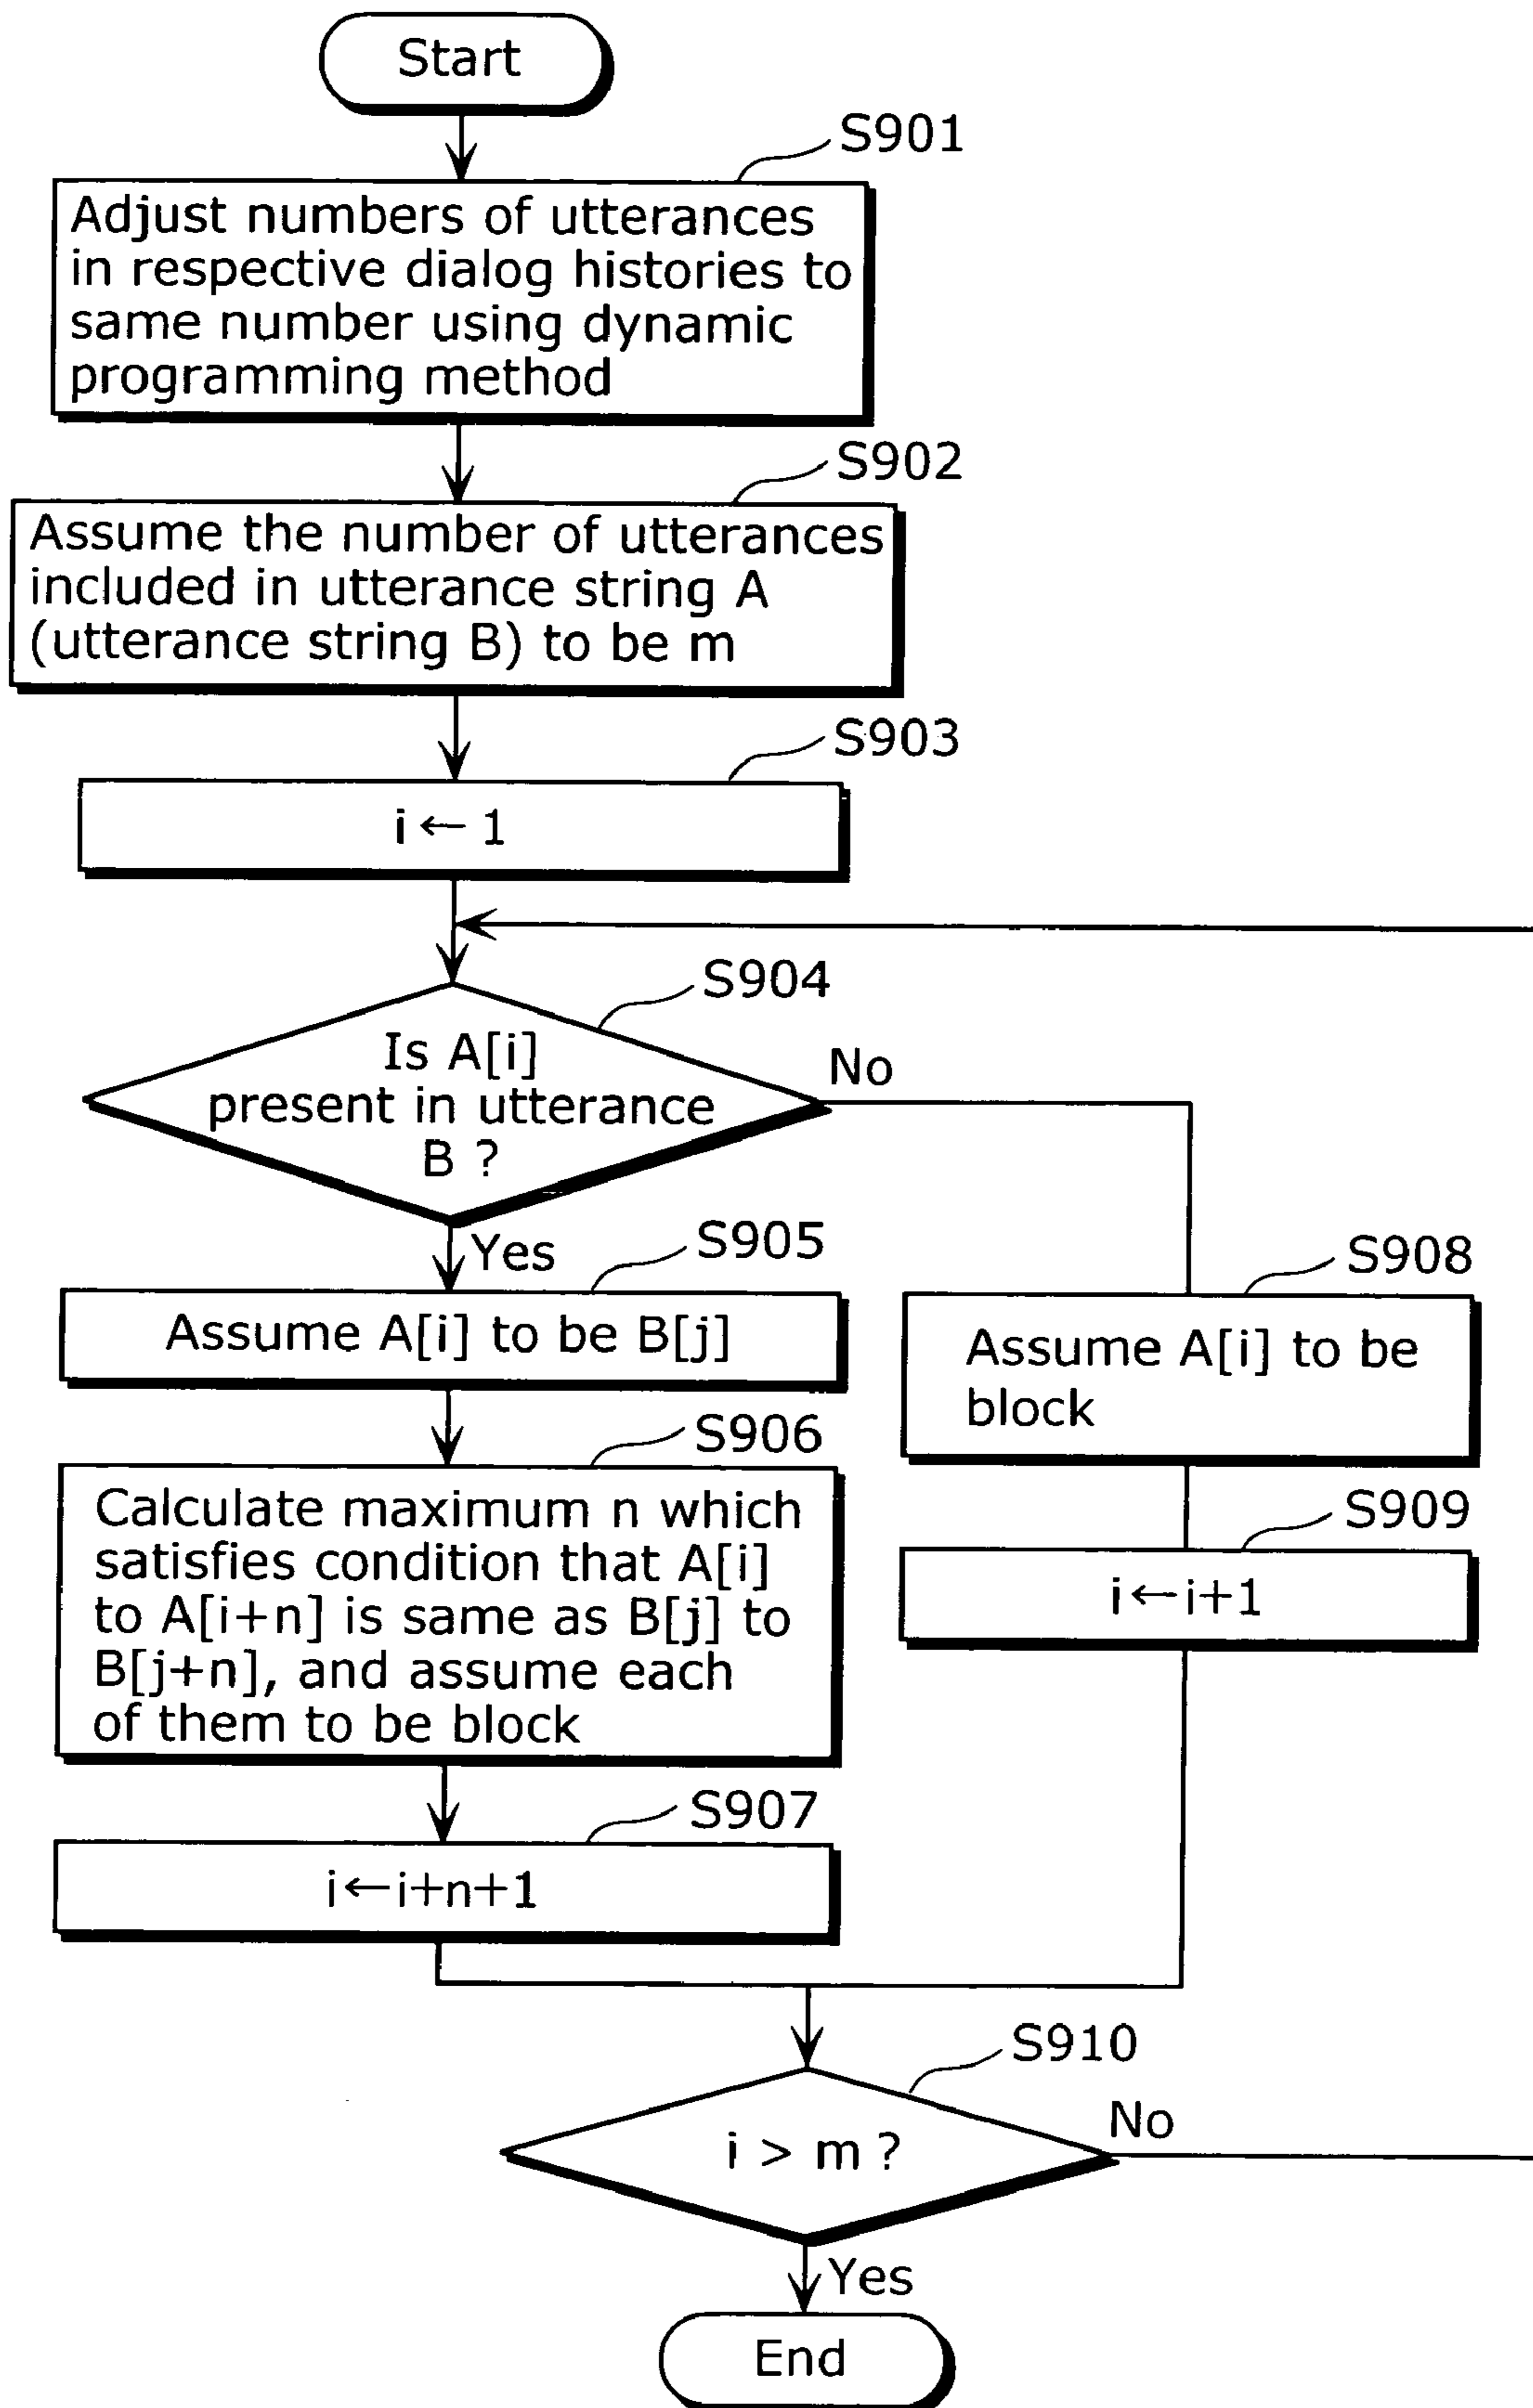 Start
S901
Adjust numbers of utterances
in respective dialog histories to
same number using dynamic
programming method
S902
Assume the number of utterances
included in utterance string A
(utterance string B) to be m
S903
i ← 1
S904
Is A[i]
present in utterance
B ?
No
Yes
S905
Assume A[i] to be B[j]
S908
Assume A[i] to be
block
S906
Calculate maximum n which
satisfies condition that A[i]
to A[i+n] is same as B[j] to
B[j+n], and assume each
of them to be block
S909
i←i+1
S907
i←i+n+1
S910
i > m ?
No
Yes
End